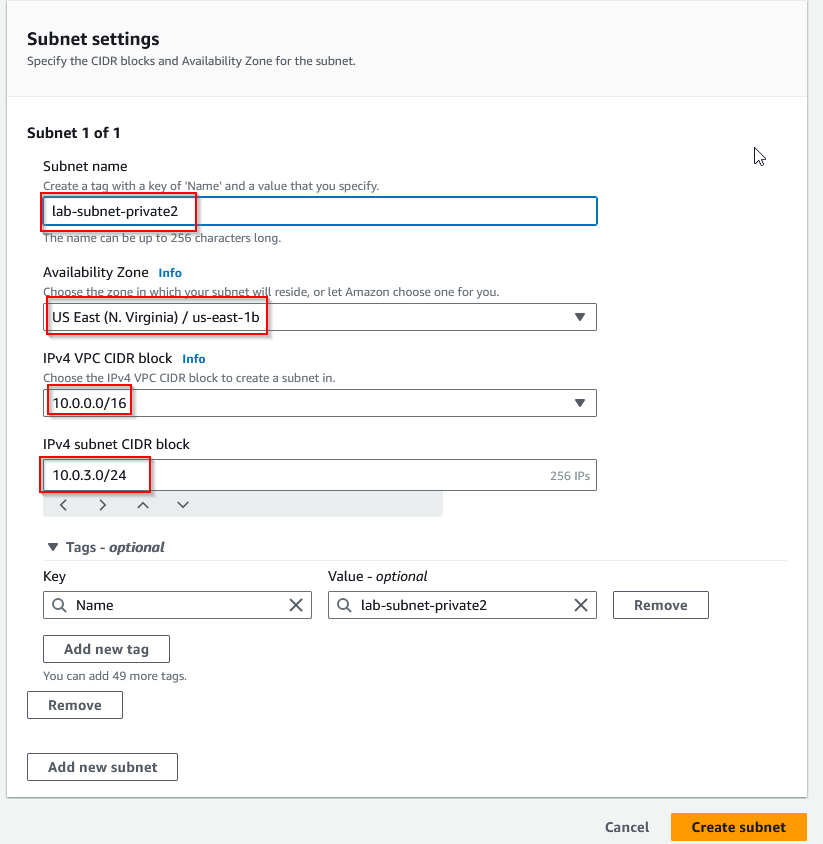 Subnet settings
Specify the CIDR blocks and Availability Zone for the subnet.
Subnet 1 of 1
Subnet name
Create a tag with a key of 'Name' and a value that you specify.
lab-subnet-private2
The name can be up to 256 characters long.
Availability Zone Info
Choose the zone in which your subnet will reside, or let Amazon choose one for you.
US East (N. Virginia) / us-east-1b
IPv4 VPC CIDR block Info
Choose the IPv4 VPC CIDR block to create a subnet in.
10.0.0.0/16
IPv4 subnet CIDR block
10.0.3.0/24 256 IPs
Tags - optional
Key Value - optional
Name lab-subnet-private2 Remove
Add new tag
You can add 49 more tags.
Remove
Add new subnet
Cancel Create subnet